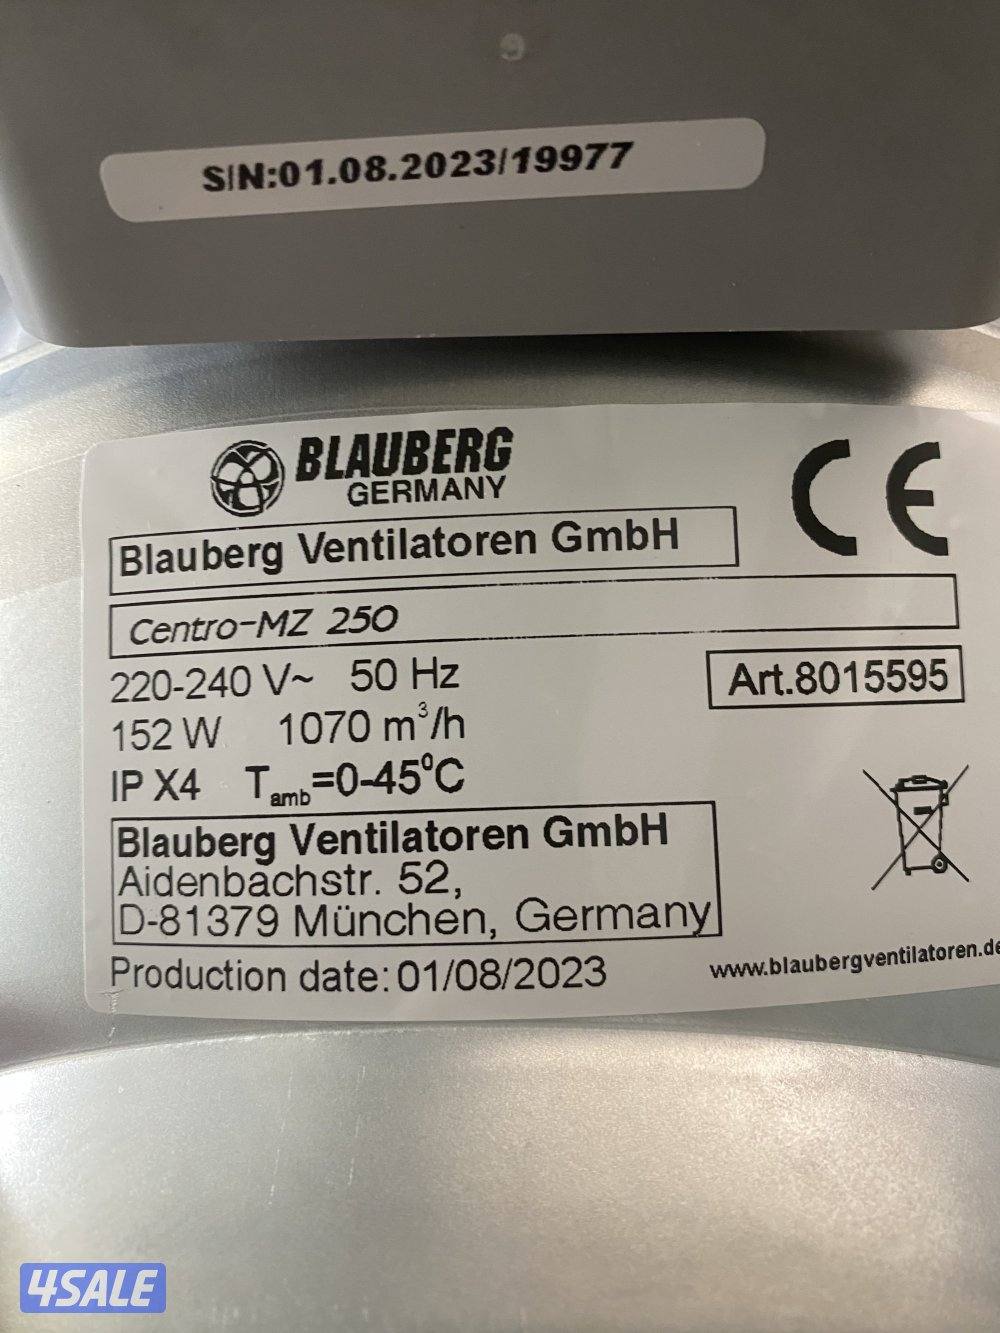 S/N:01.08.2023/19977
BLAUBERG
GERMANY
CE
Blauberg Ventilatoren GmbH
Centro-MZ 250
220-240 V~ 50 Hz
Art.8015595
152 W 1070 m³/h
IP X4 Tamb=0-45°C
Blauberg Ventilatoren GmbH
Aidenbachstr. 52,
D-81379 München, Germany
Production date: 01/08/2023
www.blaubergventilatoren.de
4SALE